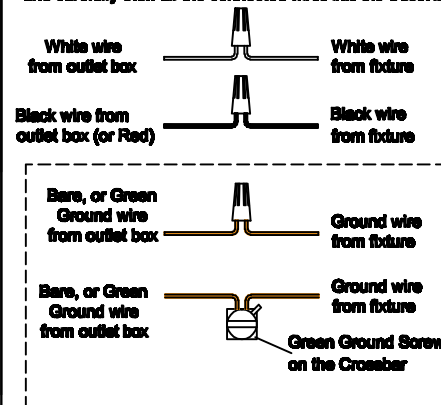 White wire
from outlet box
White wire
from fixture
Black wire from
outlet box (or Red)
Black wire
from fixture
Bare, or Green
Ground wire
from outlet box
Ground wire
from fixture
Bare, or Green
Ground wire
from outlet box
Ground wire
from fixture
Green Ground Screw
on the Crossbar